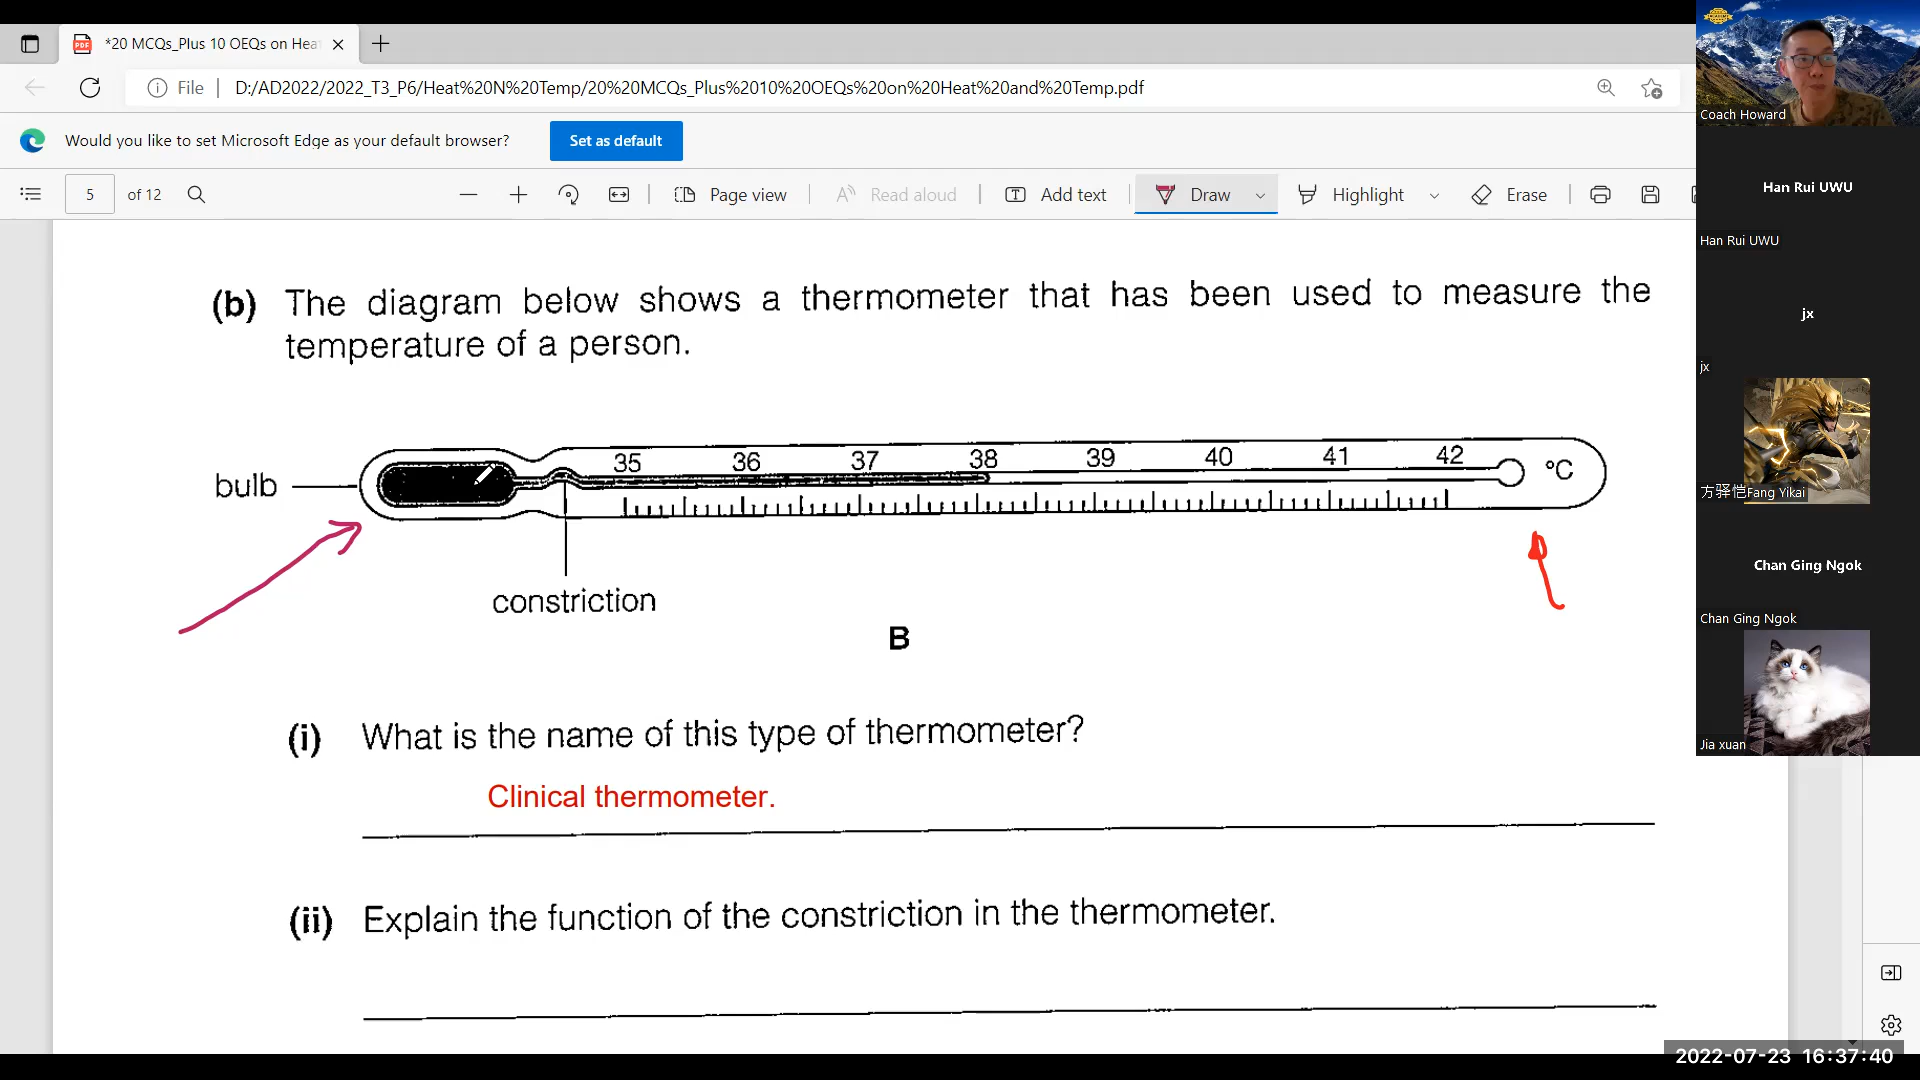 *20 MCQs_Plus 10 OEQs on Hea
File
D:/AD2022/2022_T3_P6/Heat%20N%20Temp/20%20MCQs_Plus%2010%20OEQs%20on%20Heat%20and%20Temp.pdf
Would you like to set Microsoft Edge as your default browser?
Set as default
5 of 12
Page view
Read aloud
Add text
Draw
Highlight
Erase
(b) The diagram below shows a thermometer that has been used to measure the
temperature of a person.
35 36 37 38 39 40 41 42 °C
bulb
constriction
B
(i) What is the name of this type of thermometer?
Clinical thermometer.
(ii) Explain the function of the constriction in the thermometer.
Coach Howard
Han Rui UWU
Han Rui UWU
jx
jx
方驿恺Fang Yikai
Chan Ging Ngok
Chan Ging Ngok
Jia xuan
2022-07-23 16:37:40